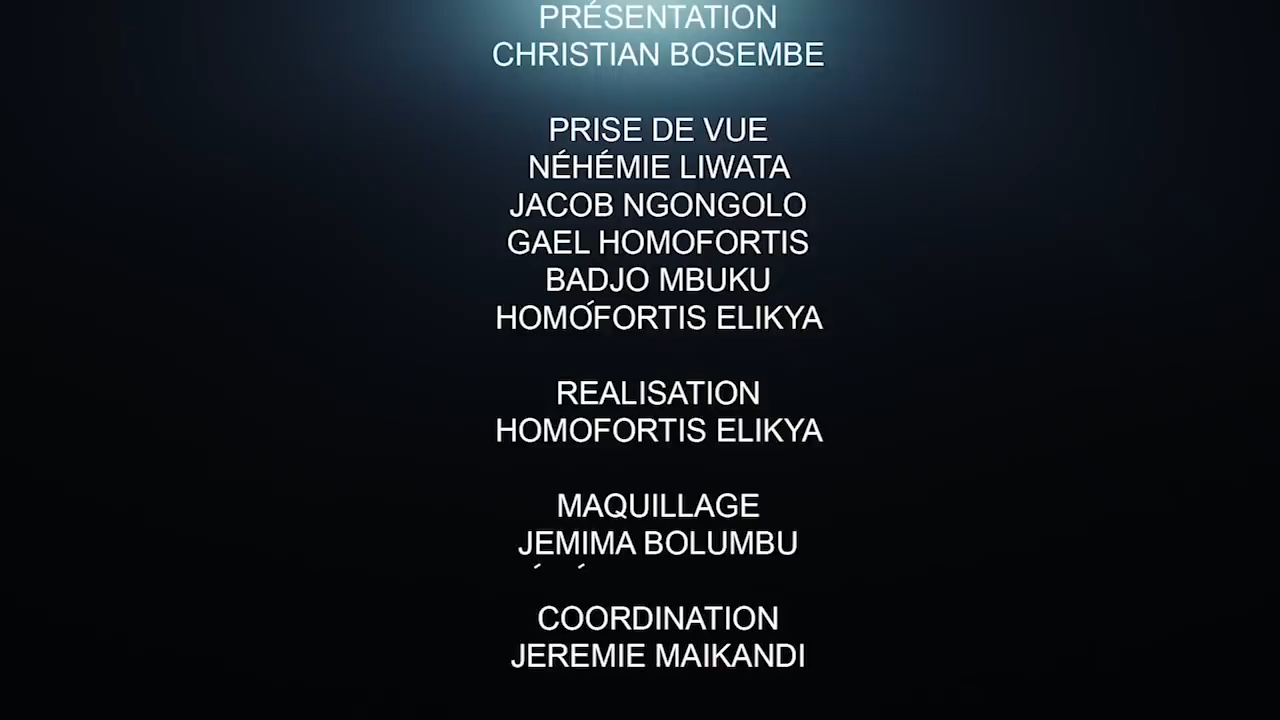 PRÉSENTATION
CHRISTIAN BOSEMBE
PRISE DE VUE
NÉHÉMIE LIWATA
JACOB NGONGOLO
GAEL HOMOFORTIS
BADJO MBUKU
HOMOFORTIS ELIKYA
REALISATION
HOMOFORTIS ELIKYA
MAQUILLAGE
JEMIMA BOLUMBU
COORDINATION
JEREMIE MAIKANDI